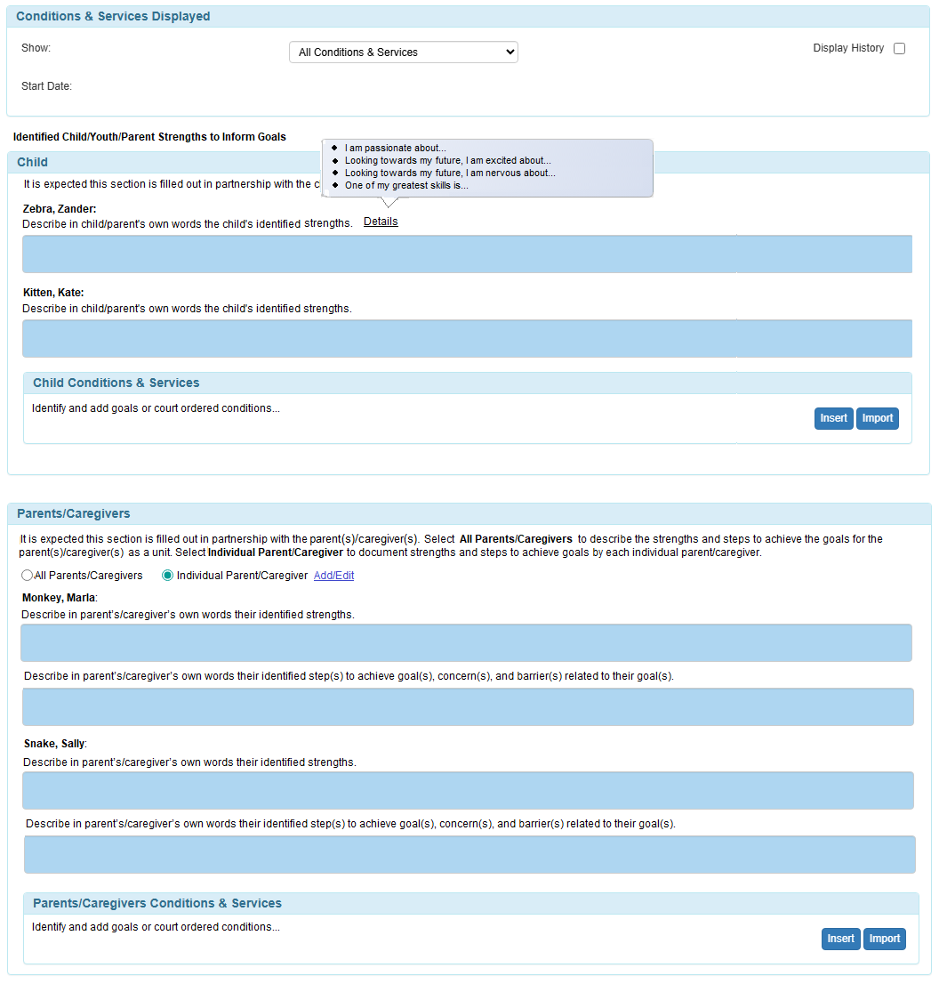 Conditions & Services Displayed
Show:
All Conditions & Services
Display History
Start Date:
Identified Child/Youth/Parent Strengths to Inform Goals
I am passionate about...
Looking towards my future, I am excited about...
Looking towards my future, I am nervous about...
One of my greatest skills is...
Child
It is expected this section is filled out in partnership with the c
Zebra, Zander:
Describe in child/parent's own words the child's identified strengths. Details
Kitten, Kate:
Describe in child/parent's own words the child's identified strengths.
Child Conditions & Services
Identify and add goals or court ordered conditions...
Insert Import
Parents/Caregivers
It is expected this section is filled out in partnership with the parent(s)/caregiver(s). Select All Parents/Caregivers to describe the strengths and steps to achieve the goals for the
parent(s)/caregiver(s) as a unit. Select Individual Parent/Caregiver to document strengths and steps to achieve goals by each individual parent/caregiver.
All Parents/Caregivers Individual Parent/Caregiver Add/Edit
Monkey, Marla:
Describe in parent's/caregiver's own words their identified strengths.
Describe in parent's/caregiver's own words their identified step(s) to achieve goal(s), concern(s), and barrier(s) related to their goal(s).
Snake, Sally:
Describe in parent's/caregiver's own words their identified strengths.
Describe in parent's/caregiver's own words their identified step(s) to achieve goal(s), concern(s), and barrier(s) related to their goal(s).
Parents/Caregivers Conditions & Services
Identify and add goals or court ordered conditions...
Insert Import